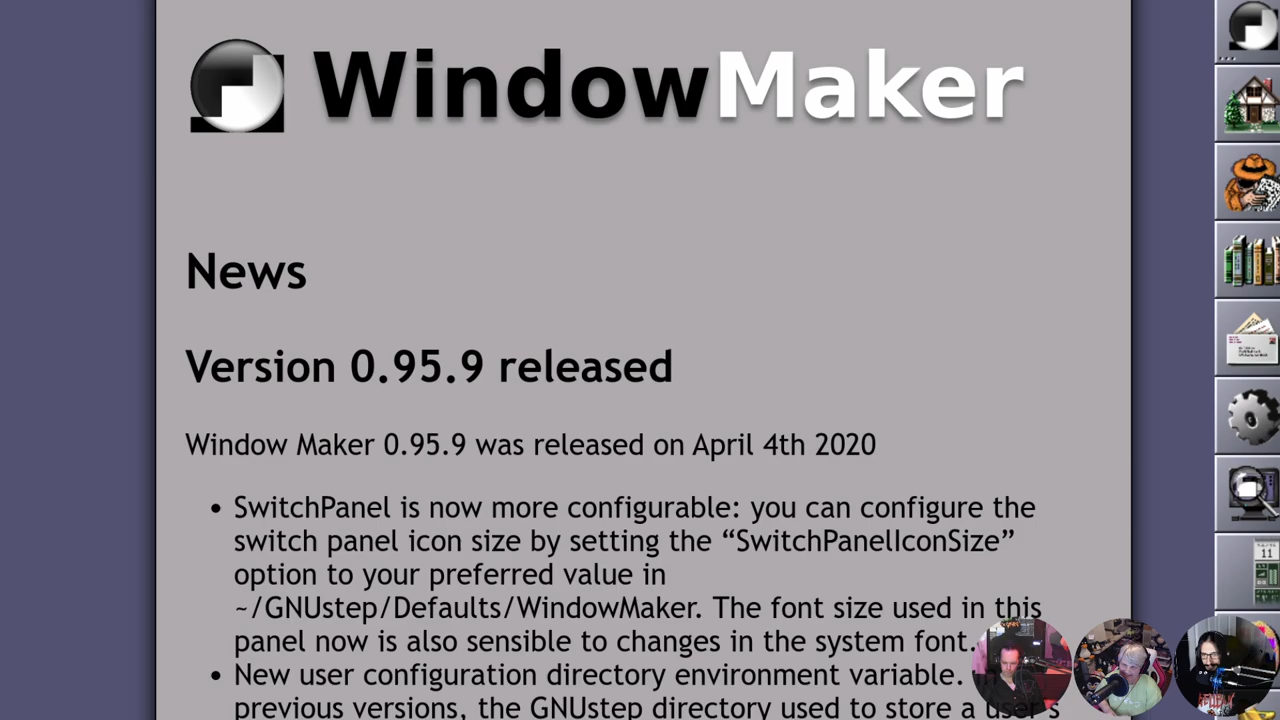 WindowMaker
News
Version 0.95.9 released
Window Maker 0.95.9 was released on April 4th 2020
• SwitchPanel is now more configurable: you can configure the
switch panel icon size by setting the “SwitchPanelIconSize”
option to your preferred value in
~/GNUstep/Defaults/WindowMaker. The font size used in this
panel now is also sensible to changes in the system font.
• New user configuration directory environment variable.
previous versions, the GNUstep directory used to store a user's
11